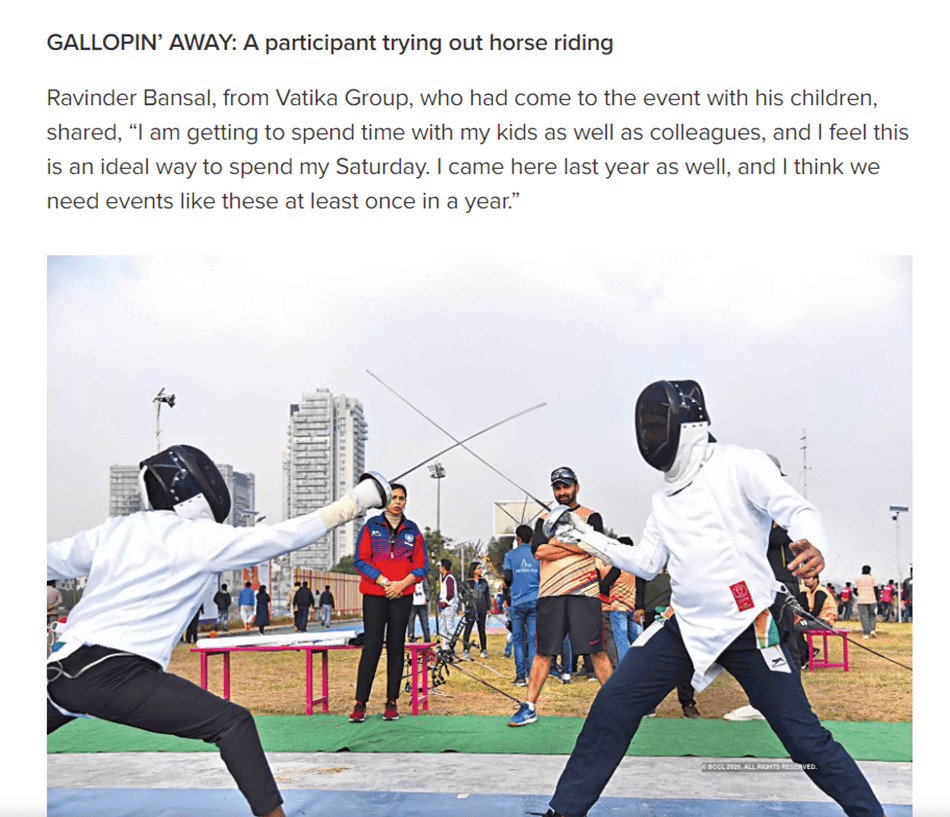 GALLOPIN’ AWAY: A participant trying out horse riding
Ravinder Bansal, from Vatika Group, who had come to the event with his children,
shared, “I am getting to spend time with my kids as well as colleagues, and I feel this
is an ideal way to spend my Saturday. I came here last year as well, and I think we
need events like these at least once in a year.”
© BCCL 2020. ALL RIGHTS RESERVED.